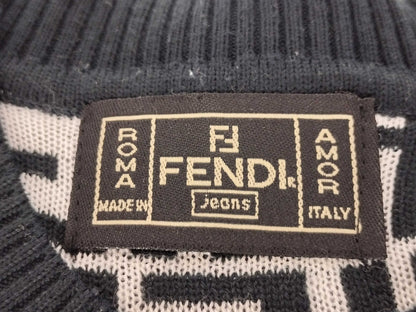 ROMA
FF
FENDI®
Jeans
MADE IN
AMOR
ITALY